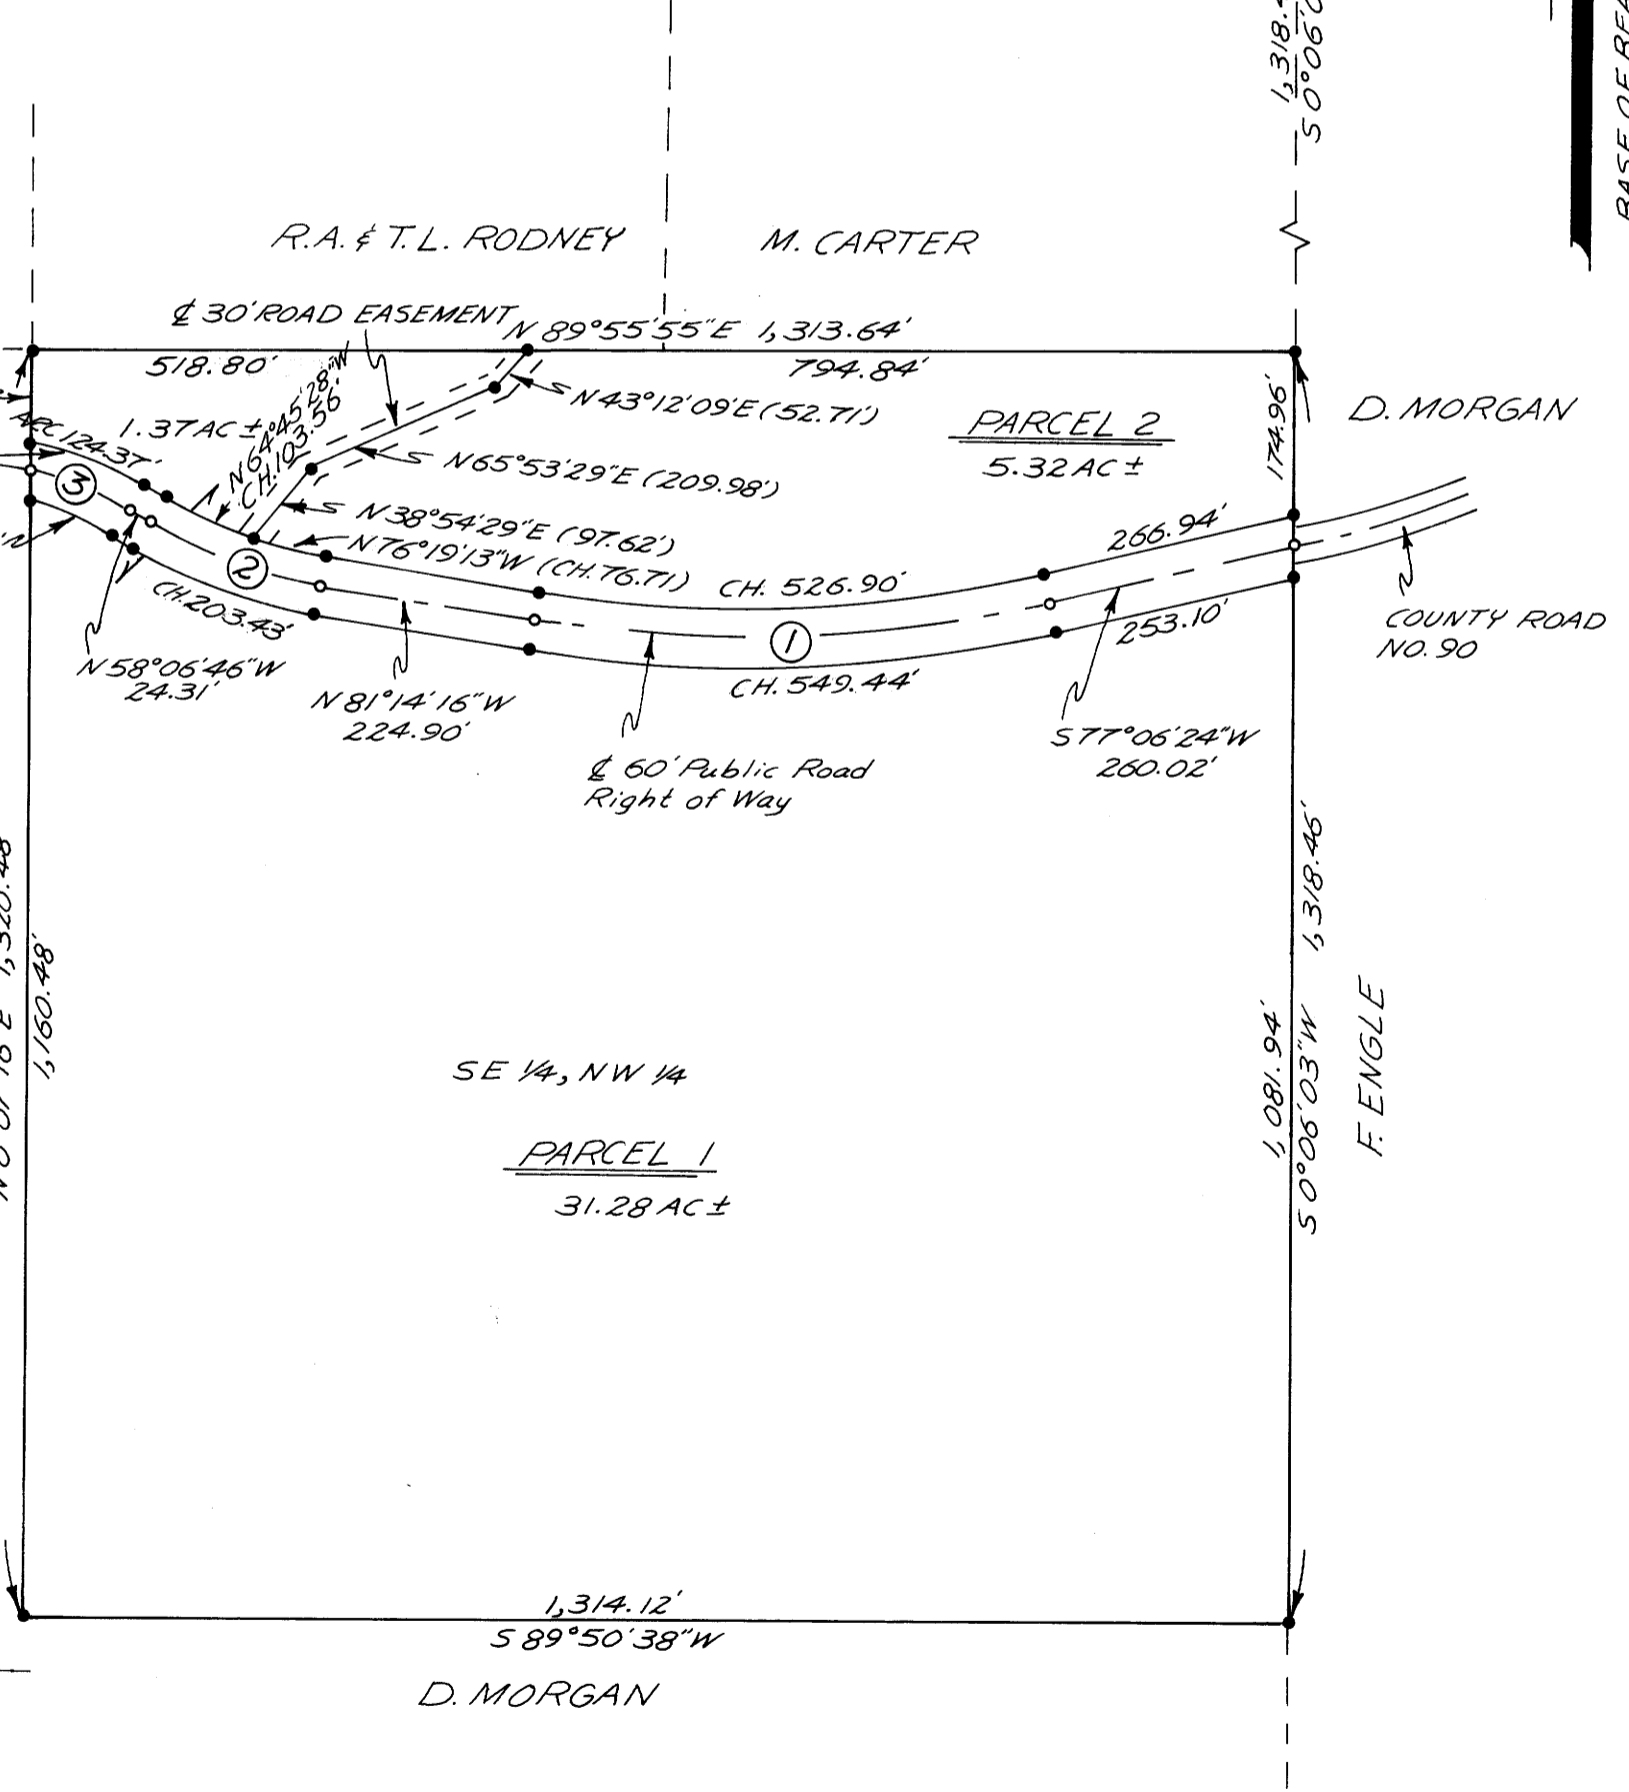 S 0°06'0
R.A. & T.L. RODNEY
M. CARTER
℄ 30' ROAD EASEMENT
N 89°55'55"E 1,313.64'
518.80'
794.84'
N 64°45'28"W
CH. 103.56'
1.37 AC ±
ARC 124.37'
N 43°12'09"E (52.71')
PARCEL 2
5.32 AC ±
174.96'
D. MORGAN
N 65°53'29"E (209.98')
N 38°54'29"E (97.62')
N 76°19'13"W (CH. 76.71)
CH. 526.90'
266.94'
3
2
1
CH. 203.43'
253.10'
COUNTY ROAD
NO. 90
N 58°06'46"W
24.31'
N 81°14'16"W
224.90'
CH. 549.44'
S 77°06'24"W
260.02'
℄ 60' Public Road
Right of Way
1,320.48
1,160.48'
1,081.94'
S 0°06'03"W 1,318.46'
F. ENGLE
SE 1/4, NW 1/4
PARCEL 1
31.28 AC ±
1,314.12'
S 89°50'38"W
D. MORGAN